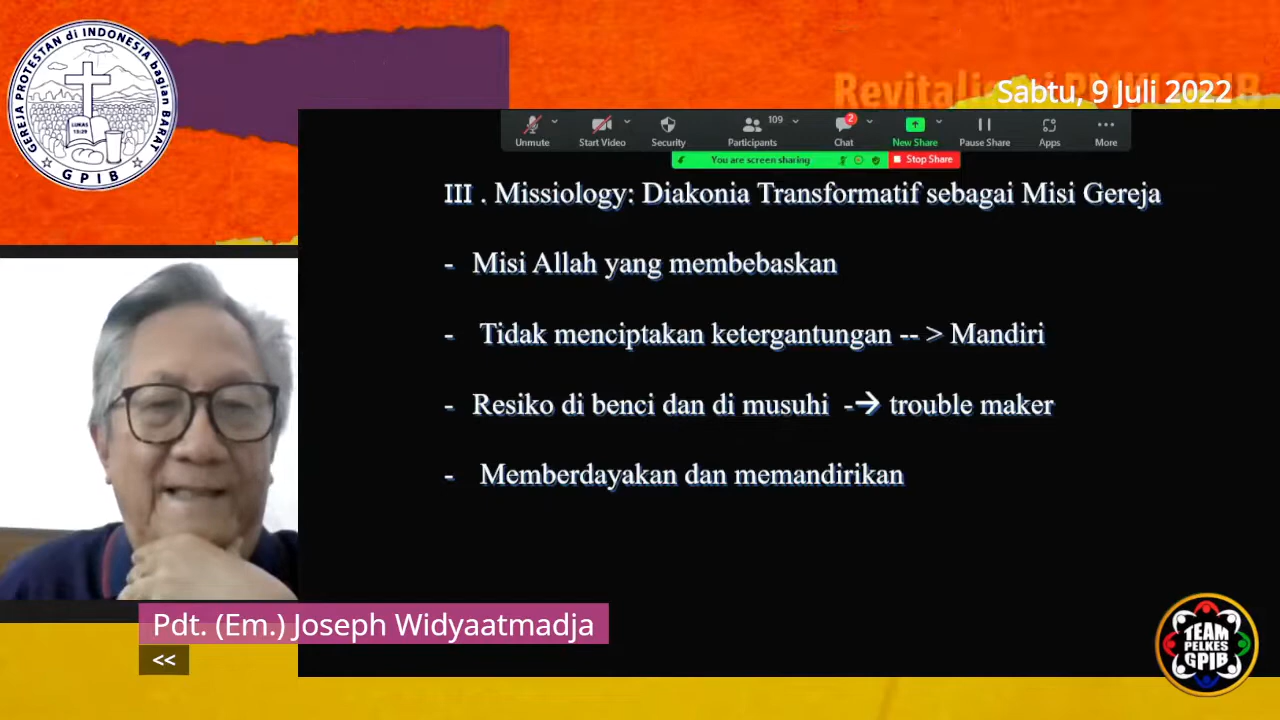 GEREJA PROTESTAN di INDONESIA bagian BARAT
LUKAS
GPIB
Sabtu, 9 Juli 2022
109
2
Unmute
Start Video
Security
Participants
Chat
New Share
Pause Share
Apps
More
You are screen sharing
Stop Share
III . Missiology: Diakonia Transformatif sebagai Misi Gereja
- Misi Allah yang membebaskan
- Tidak menciptakan ketergantungan -- > Mandiri
- Resiko di benci dan di musuhi -→ trouble maker
- Memberdayakan dan memandirikan
Pdt. (Em.) Joseph Widyaatmadja
<<
TEAM
PELKES
GPIB